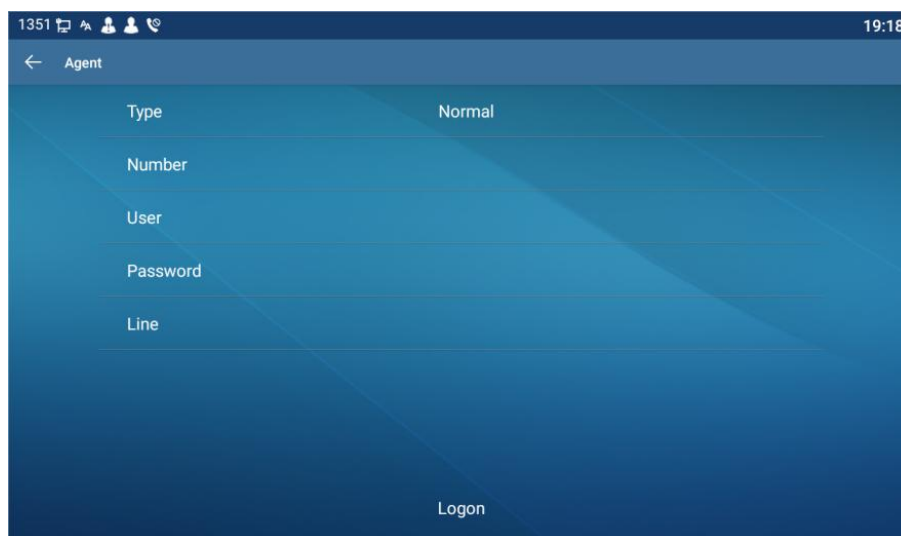 1351 19:18
Agent
Type Normal
Number
User
Password
Line
Logon